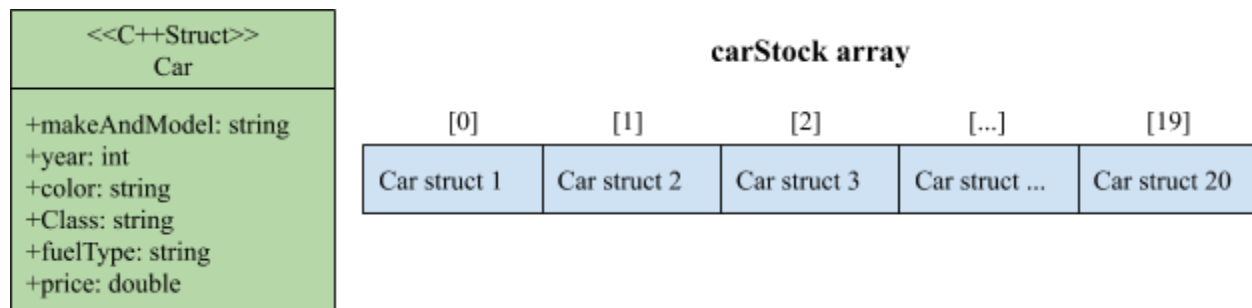 <<C++Struct>>
Car
+makeAndModel: string
+year: int
+color: string
+Class: string
+fuelType: string
+price: double
carStock array
[0] [1] [2] [...] [19]
Car struct 1 Car struct 2 Car struct 3 Car struct ... Car struct 20